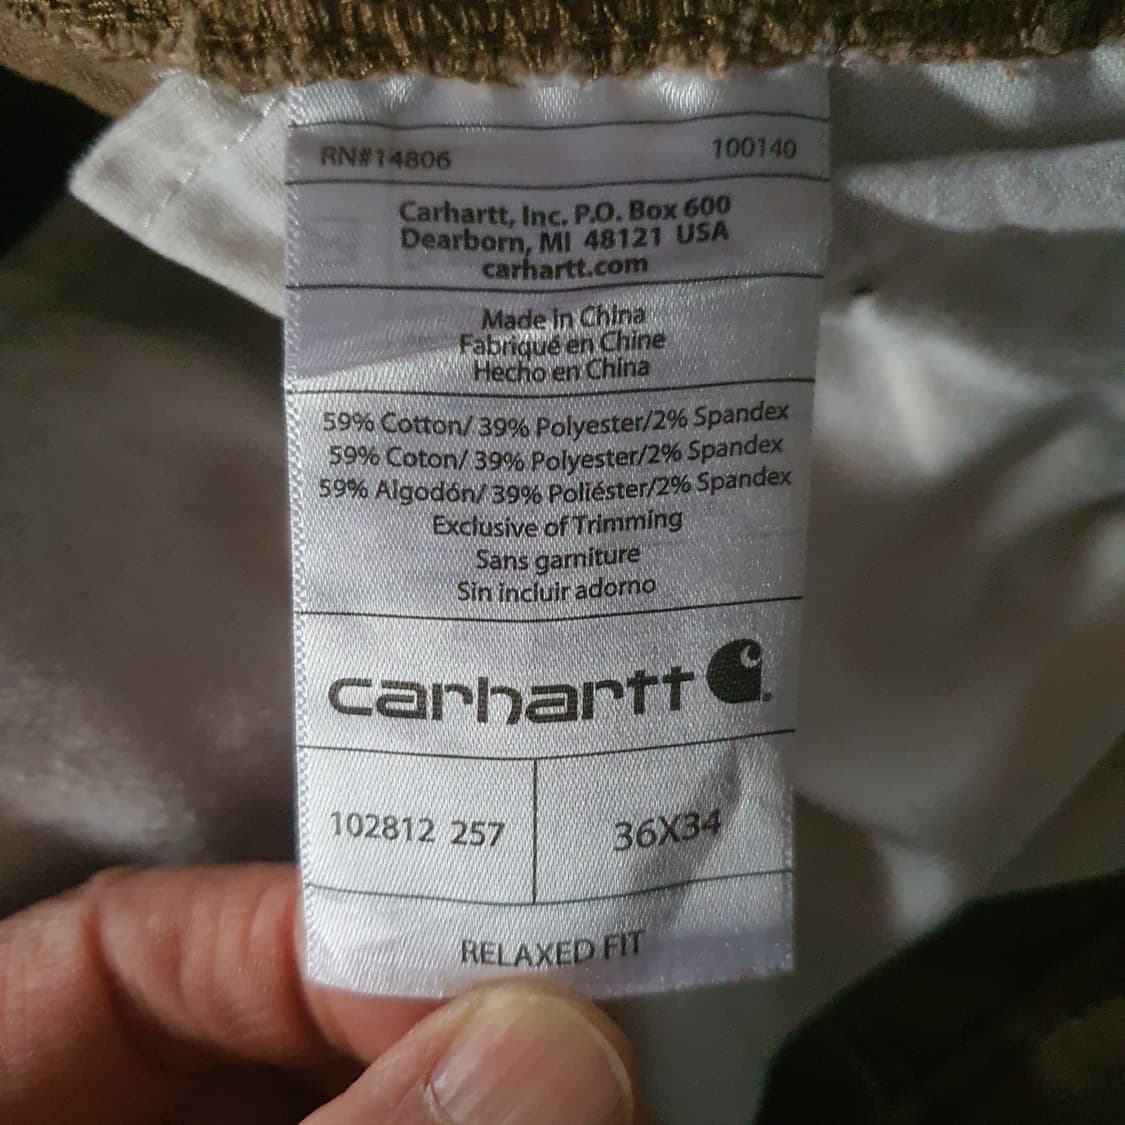 RN#14806 100140
Carhartt, Inc. P.O. Box 600
Dearborn, MI 48121 USA
carhartt.com
Made in China
Fabriqué en Chine
Hecho en China
59% Cotton/ 39% Polyester/2% Spandex
59% Coton/ 39% Polyester/2% Spandex
59% Algodón/ 39% Poliéster/2% Spandex
Exclusive of Trimming
Sans garniture
Sin incluir adorno
carhartt
102812 257 36X34
RELAXED FIT